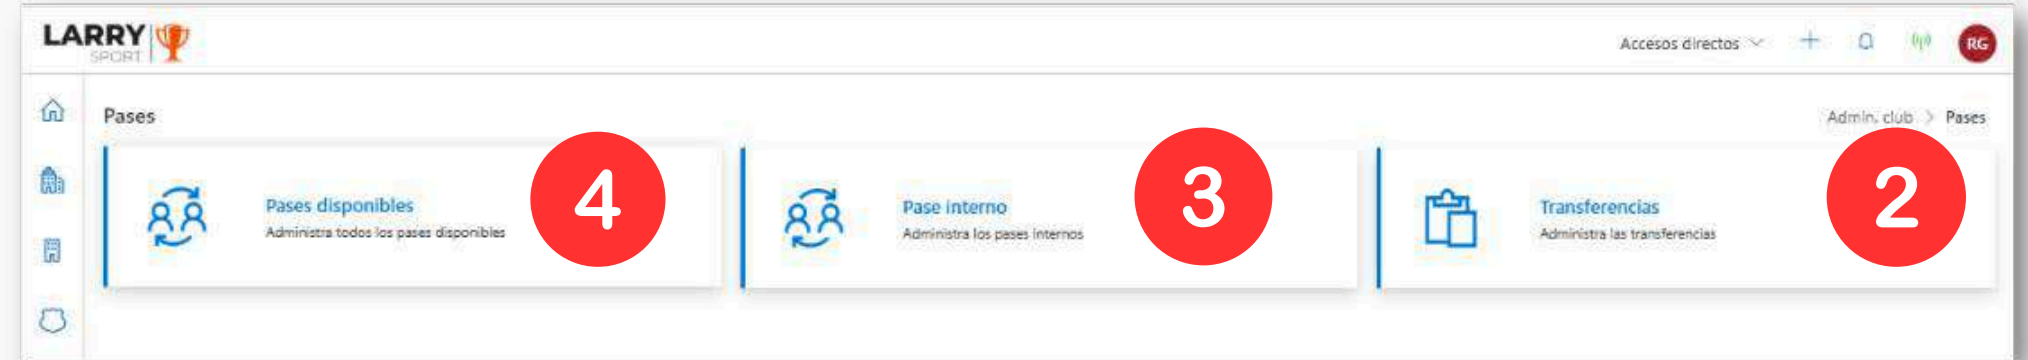 LARRY
SPORT
Accesos directos
RG
Pases
Admin. club > Pases
Pases disponibles
Administra todos los pases disponibles
4
Pase interno
Administra los pases internos
3
Transferencias
Administra las transferencias
2